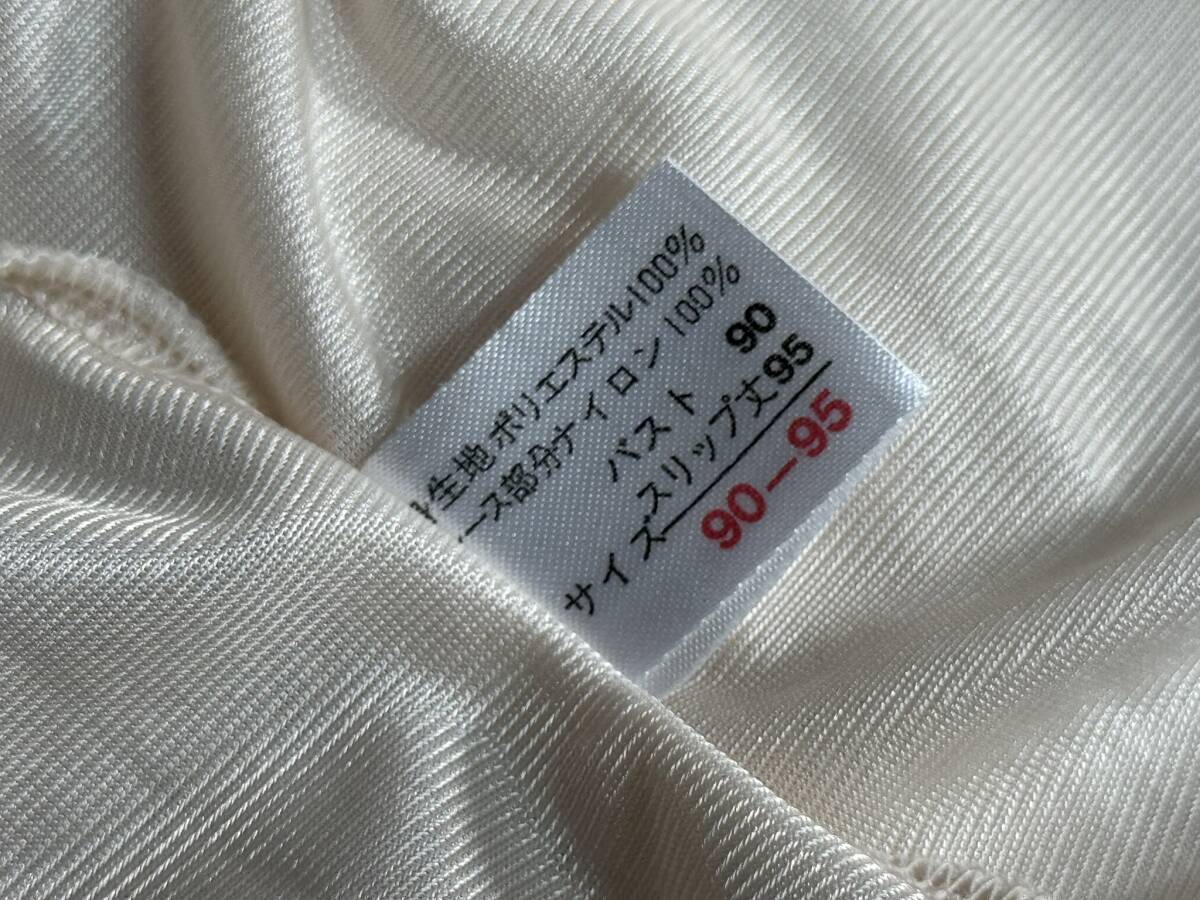 生地ポリエステル100%
ース部分ナイロン100%
バスト 90
スリップ丈95
サイズ 90-95